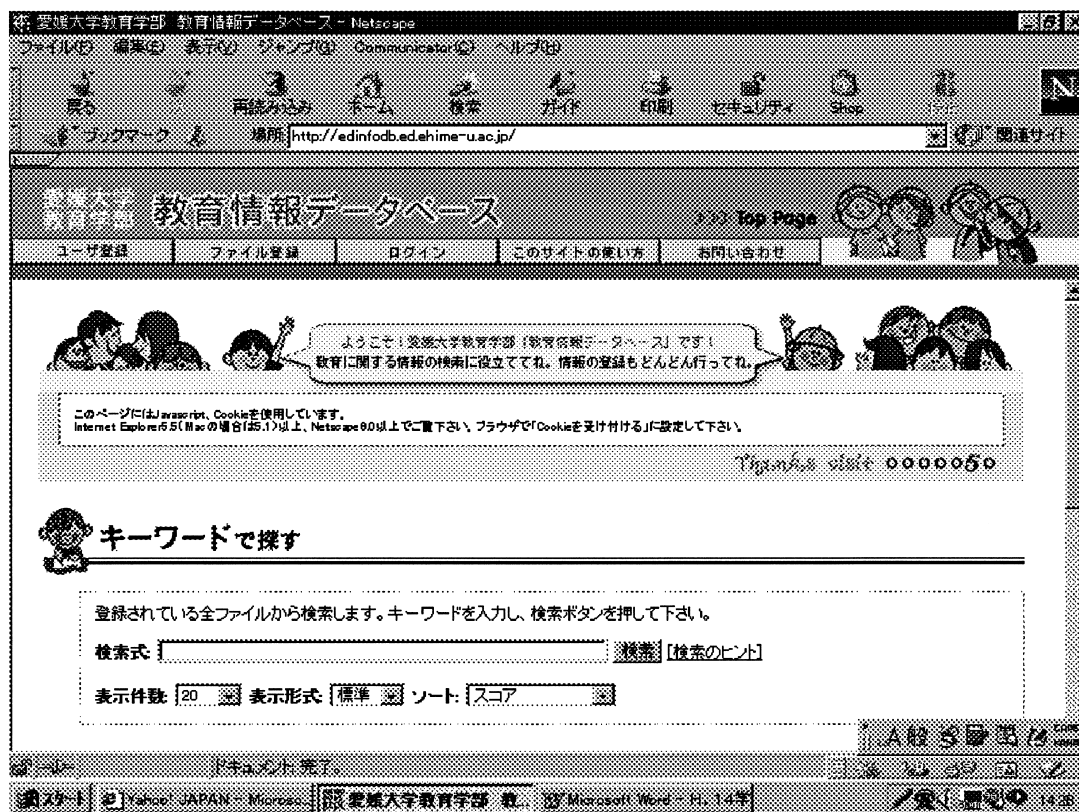 愛媛大学教育学部 教育情報データベース - Netscape
ファイル(F) 編集(E) 表示(V) ジャンプ(G) Communicator(C) ヘルプ(H)
戻る 再読み込み ホーム 検索 ガイド 印刷 セキュリティ Shop
ブックマーク 場所: http://edinfodb.ed.ehime-u.ac.jp/ 関連サイト
愛媛大学
教育学部 教育情報データベース Top Page
ユーザ登録 ファイル登録 ログイン このサイトの使い方 お問い合わせ
ようこそ!愛媛大学教育学部「教育情報データベース」です!
教育に関する情報の検索に役立ててね。情報の登録もどんどん行ってね。
このページにはJavascript、Cookieを使用しています。
Internet Explorer5.5(Macの場合は5.1)以上、Netscape6.0以上でご覧下さい。ブラウザで「Cookieを受け付ける」に設定して下さい。
Thanks visit 0000050
キーワードで探す
登録されている全ファイルから検索します。キーワードを入力し、検索ボタンを押して下さい。
検索式: 検索 [検索のヒント]
表示件数: 20 表示形式: 標準 ソート: スコア
A 般
ドキュメント: 完了。
スタート Yahoo! JAPAN - Microso... 愛媛大学教育学部 教... Microsoft Word - H. 14学